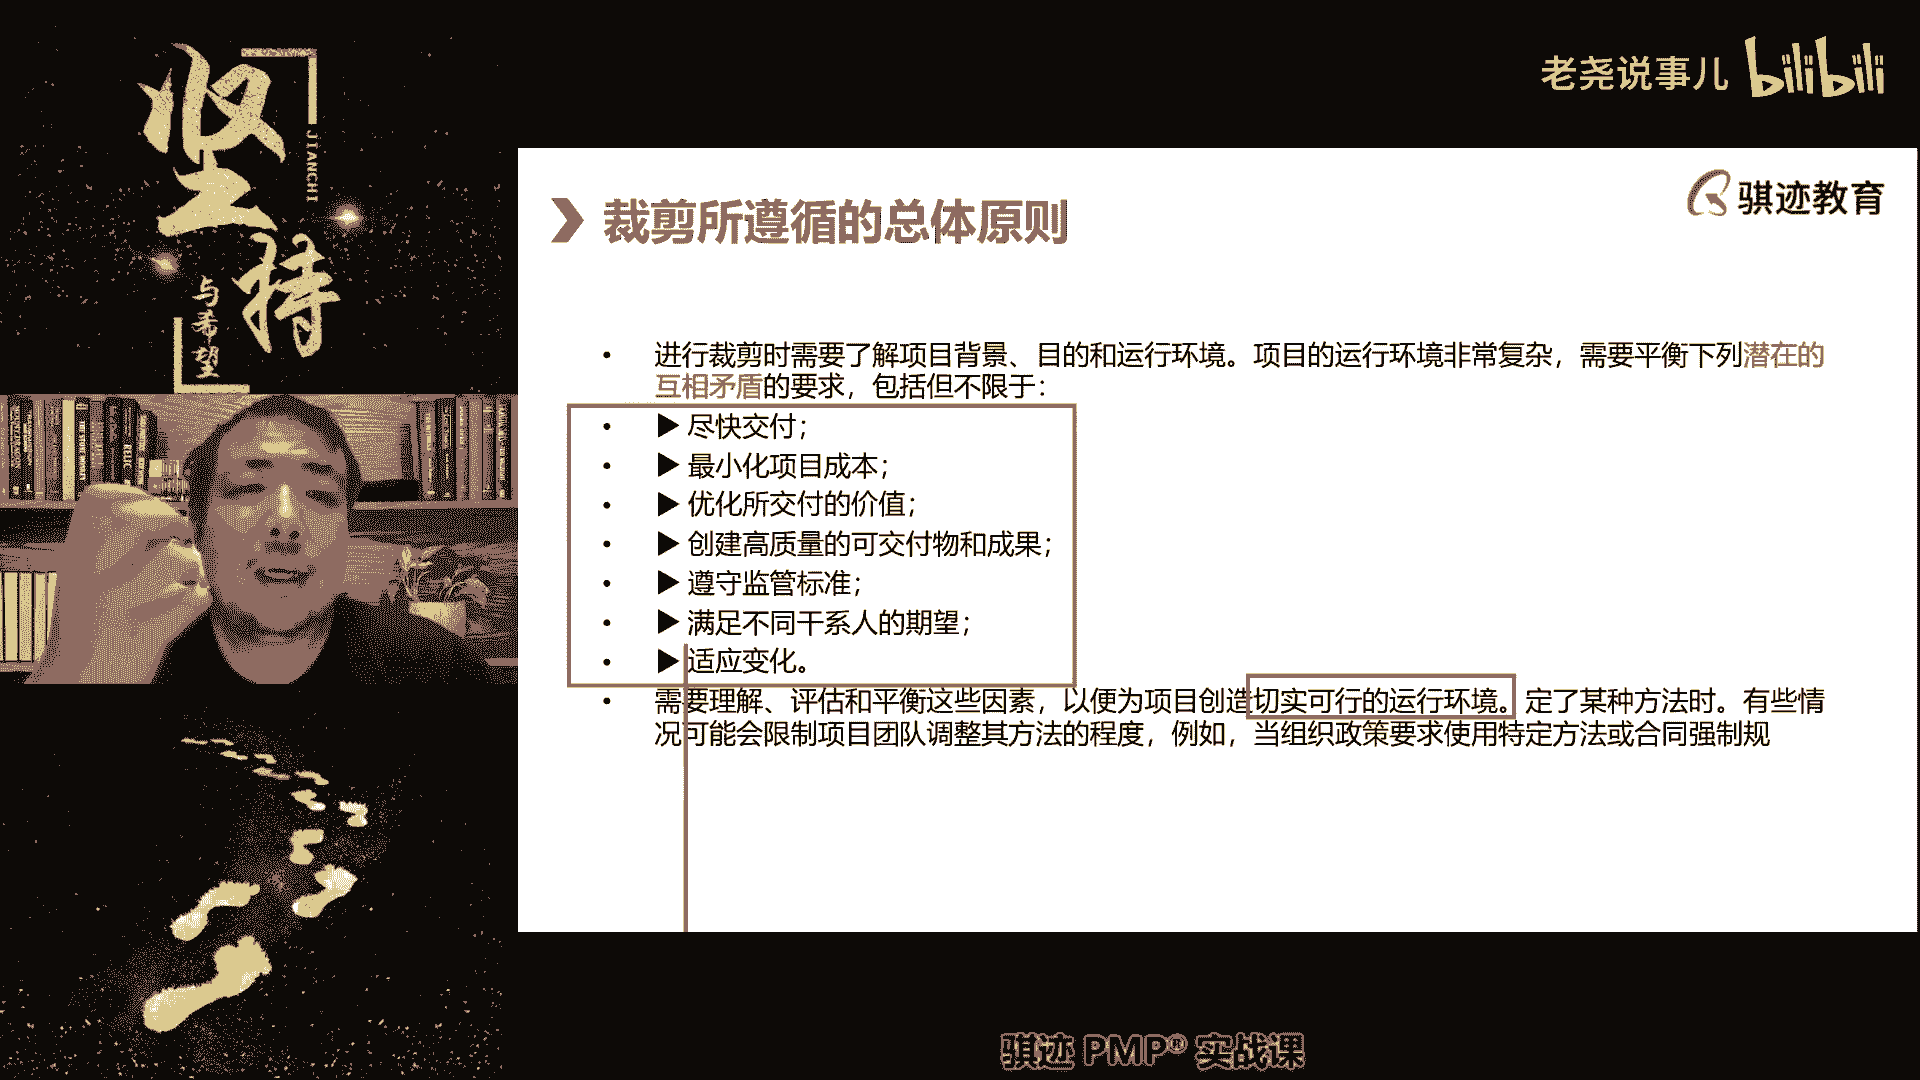 坚持
JIANCHI
与希望
老尧说事儿 bilibili
骐迹教育
裁剪所遵循的总体原则
• 进行裁剪时需要了解项目背景、目的和运行环境。项目的运行环境非常复杂，需要平衡下列潜在的
互相矛盾的要求，包括但不限于：
• ▶ 尽快交付；
• ▶ 最小化项目成本；
• ▶ 优化所交付的价值；
• ▶ 创建高质量的可交付物和成果；
• ▶ 遵守监管标准；
• ▶ 满足不同干系人的期望；
• ▶ 适应变化。
• 需要理解、评估和平衡这些因素，以便为项目创造切实可行的运行环境。定了某种方法时。有些情
况可能会限制项目团队调整其方法的程度，例如，当组织政策要求使用特定方法或合同强制规
骐迹 PMP® 实战课